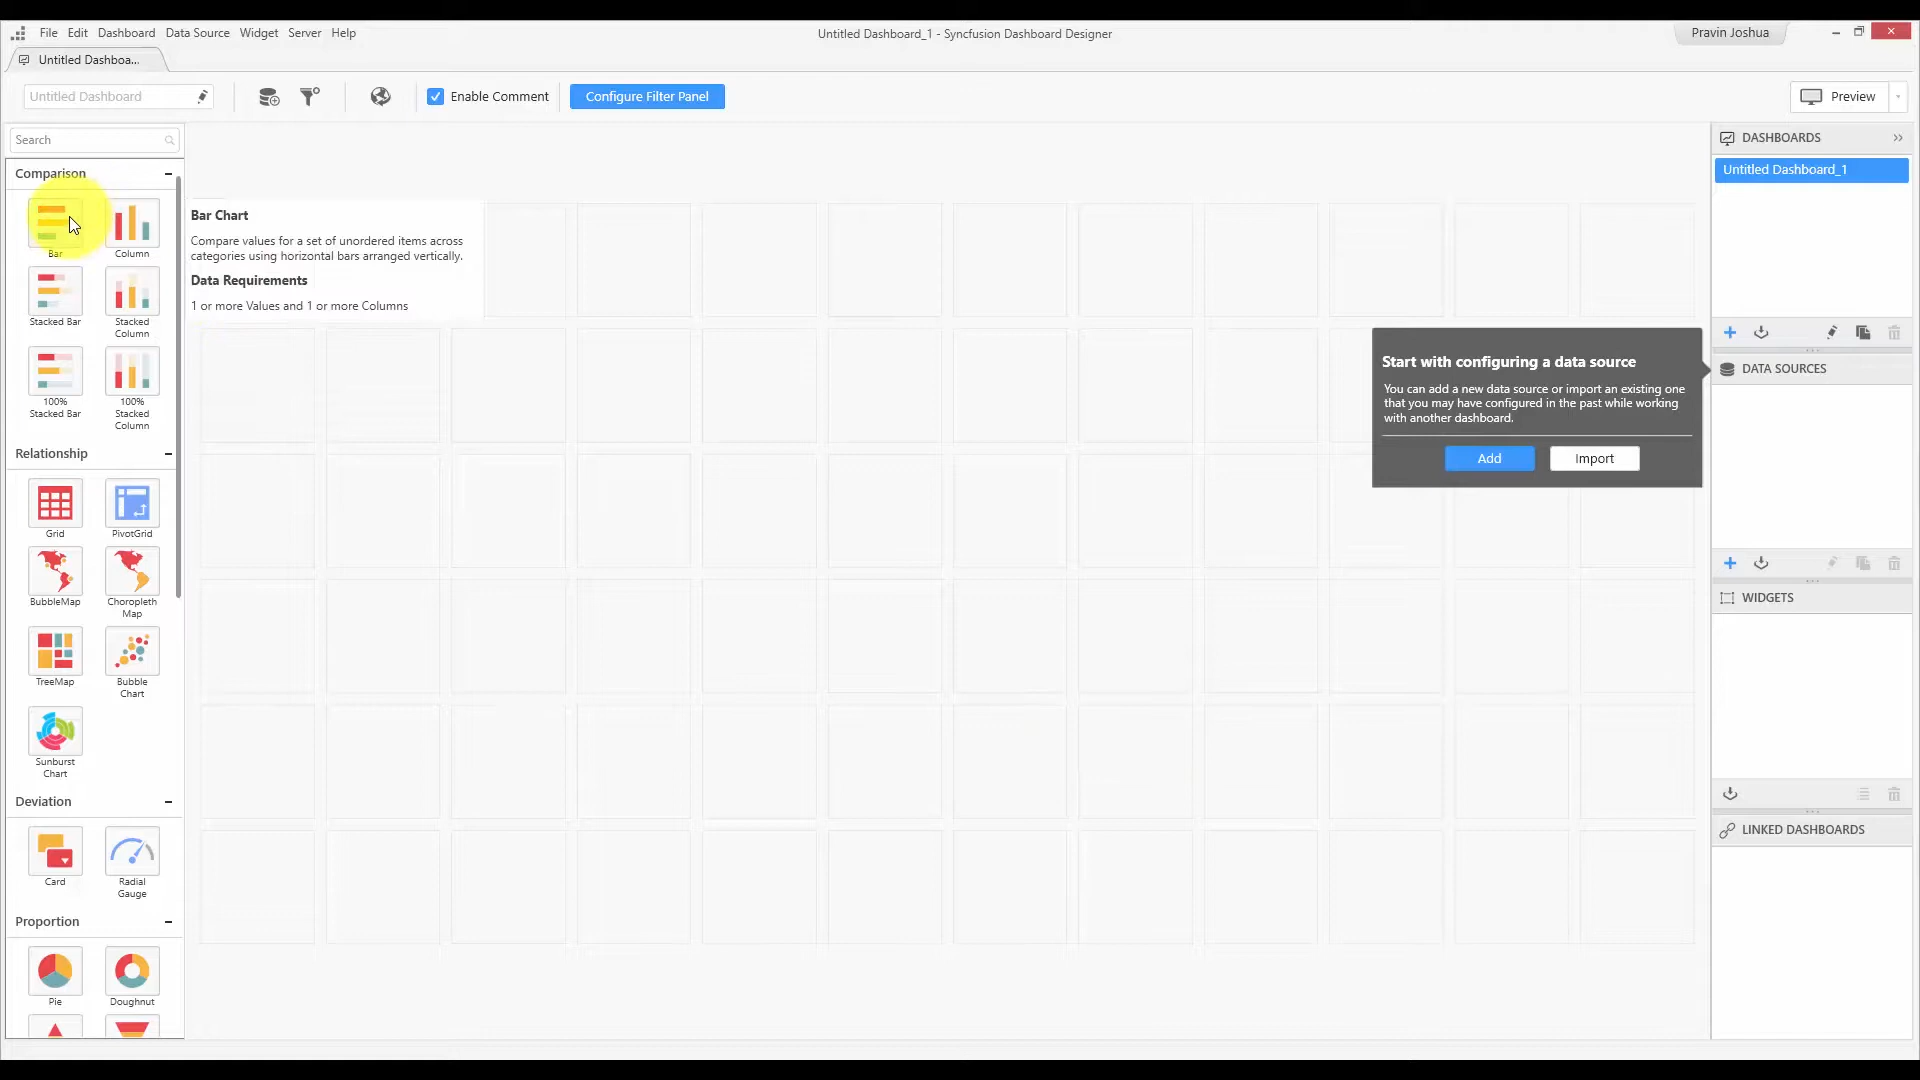 File Edit Dashboard Data Source Widget Server Help
Untitled Dashboard_1 - Syncfusion Dashboard Designer
Pravin Joshua
Untitled Dashboa...
Untitled Dashboard
Enable Comment
Configure Filter Panel
Preview
Search
Comparison
Bar
Column
Stacked Bar
Stacked
Column
100%
Stacked Bar
100%
Stacked
Column
Relationship
Grid
PivotGrid
BubbleMap
Choropleth
Map
TreeMap
Bubble
Chart
Sunburst
Chart
Deviation
Card
Radial
Gauge
Proportion
Pie
Doughnut
Bar Chart
Compare values for a set of unordered items across
categories using horizontal bars arranged vertically.
Data Requirements
1 or more Values and 1 or more Columns
Start with configuring a data source
You can add a new data source or import an existing one
that you may have configured in the past while working
with another dashboard.
Add
Import
DASHBOARDS
Untitled Dashboard_1
DATA SOURCES
WIDGETS
LINKED DASHBOARDS